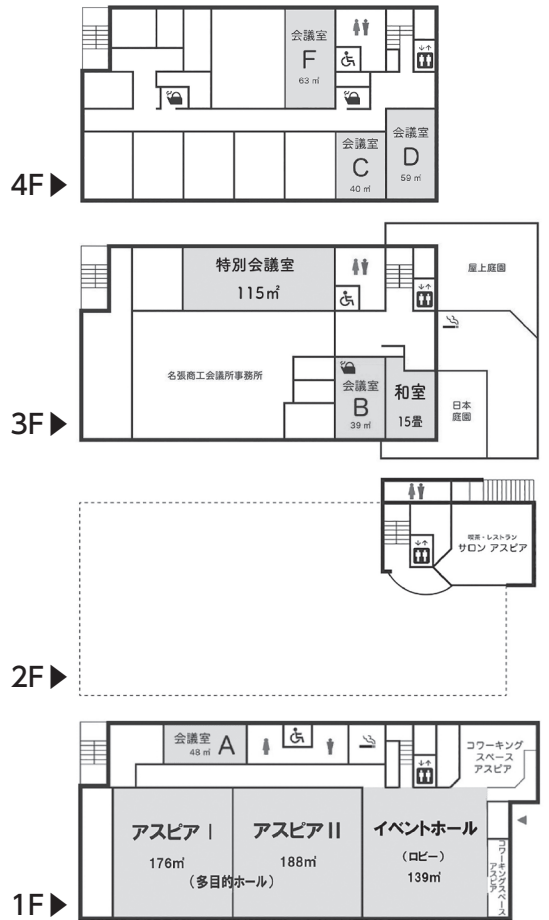 会議室
F
63㎡
会議室
C
40㎡
会議室
D
59㎡
4F▶
特別会議室
115㎡
屋上庭園
名張商工会議所事務所
会議室
B
39㎡
和室
15畳
日本
庭園
3F▶
喫茶・レストラン
サロン アスピア
2F▶
会議室 A
48㎡
コワーキング
スペース
アスピア
アスピアⅠ
176㎡
アスピアⅡ
188㎡
(多目的ホール)
イベントホール
(ロビー)
139㎡
コワーキングスペース
アスピア
1F▶